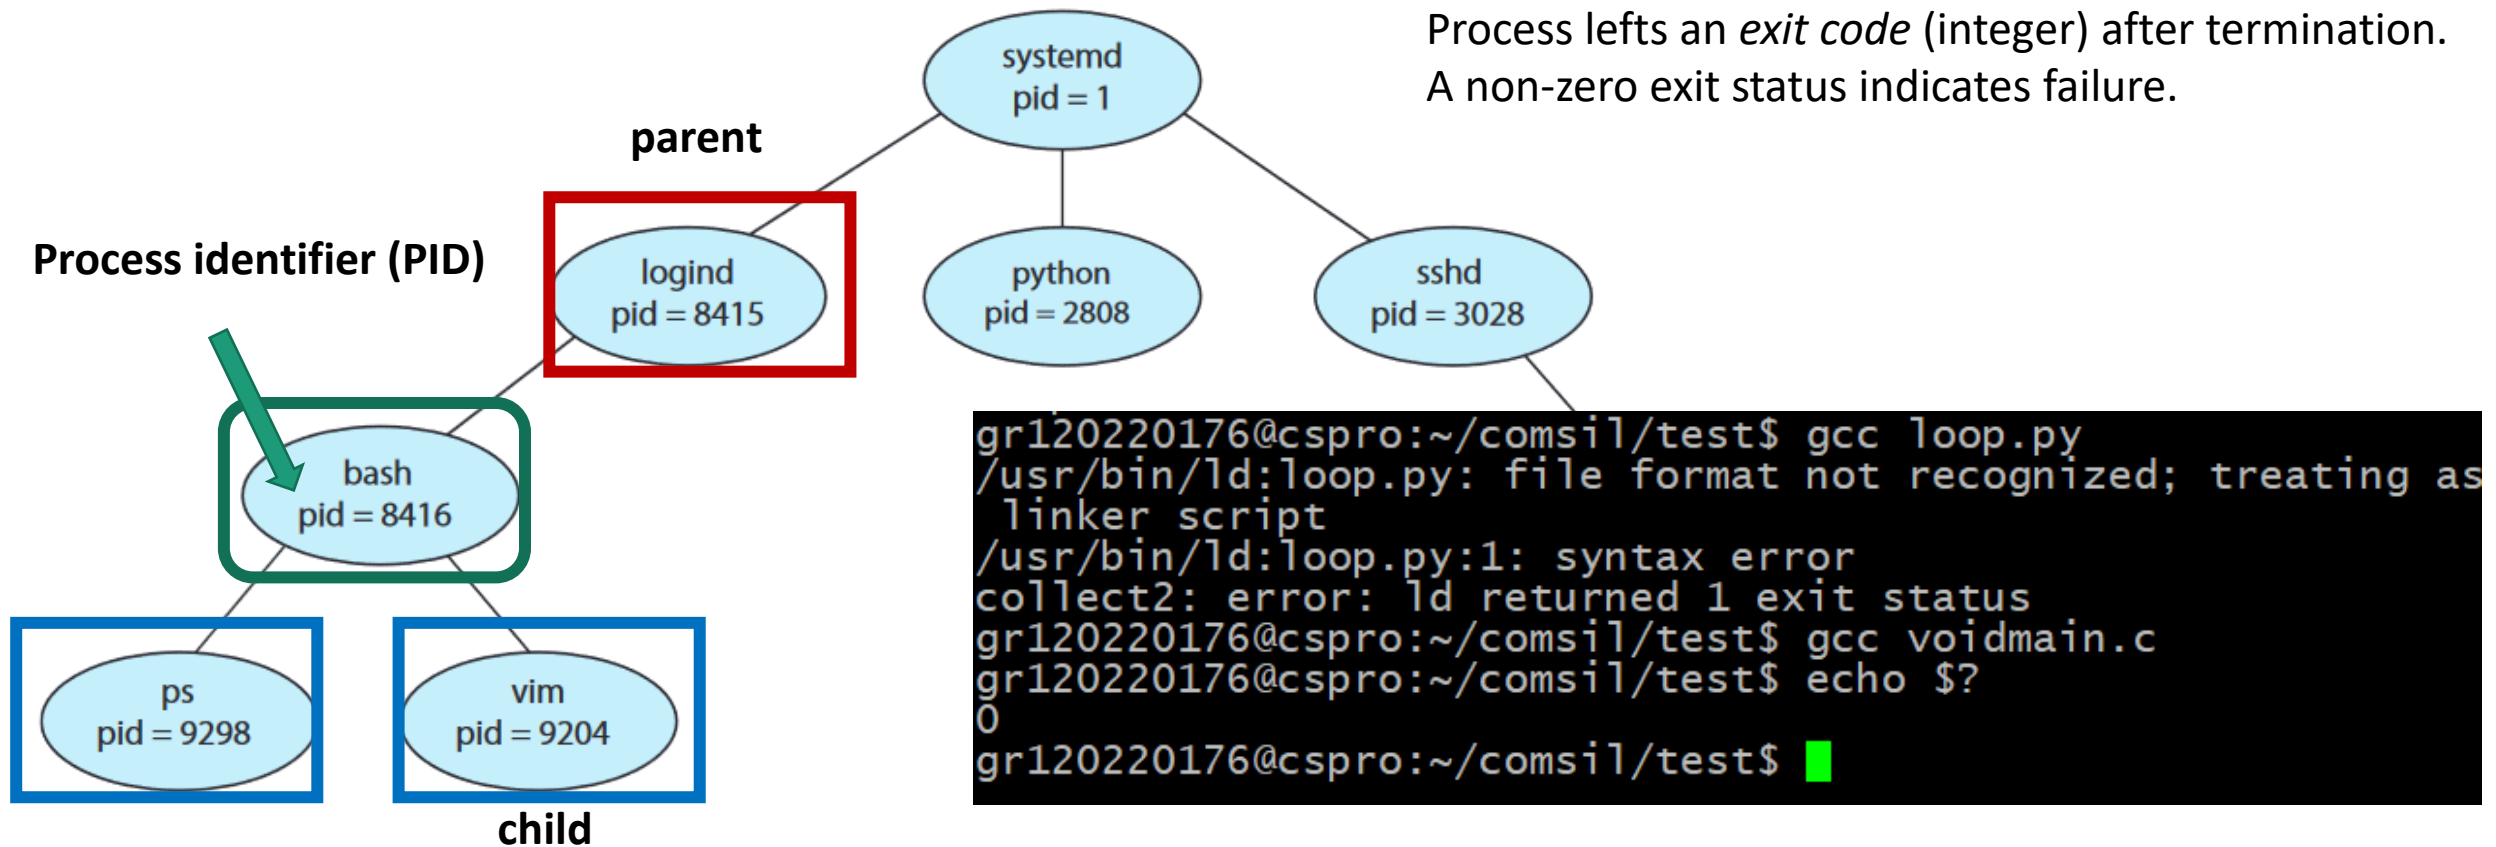 Process lefts an exit code (integer) after termination.
A non-zero exit status indicates failure.
systemd
pid = 1
parent
Process identifier (PID)
logind
pid = 8415
python
pid = 2808
sshd
pid = 3028
bash
pid = 8416
ps
pid = 9298
vim
pid = 9204
child
gr120220176@cspro:~/comsil/test$ gcc loop.py
/usr/bin/ld:loop.py: file format not recognized; treating as
linker script
/usr/bin/ld:loop.py:1: syntax error
collect2: error: ld returned 1 exit status
gr120220176@cspro:~/comsil/test$ gcc voidmain.c
gr120220176@cspro:~/comsil/test$ echo $?
0
gr120220176@cspro:~/comsil/test$